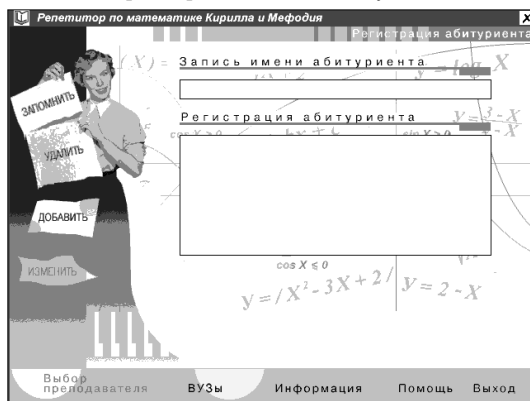 Репетитор по математике Кирилла и Мефодия
X
Регистрация абитуриента
Запись имени абитуриента
Регистрация абитуриента
ЗАПОМНИТЬ
УДАЛИТЬ
ДОБАВИТЬ
ИЗМЕНИТЬ
cos X ⩽ 0
y = / X² - 3X + 2 /
y = 2 - X
Выбор
преподавателя
ВУЗы
Информация
Помощь
Выход